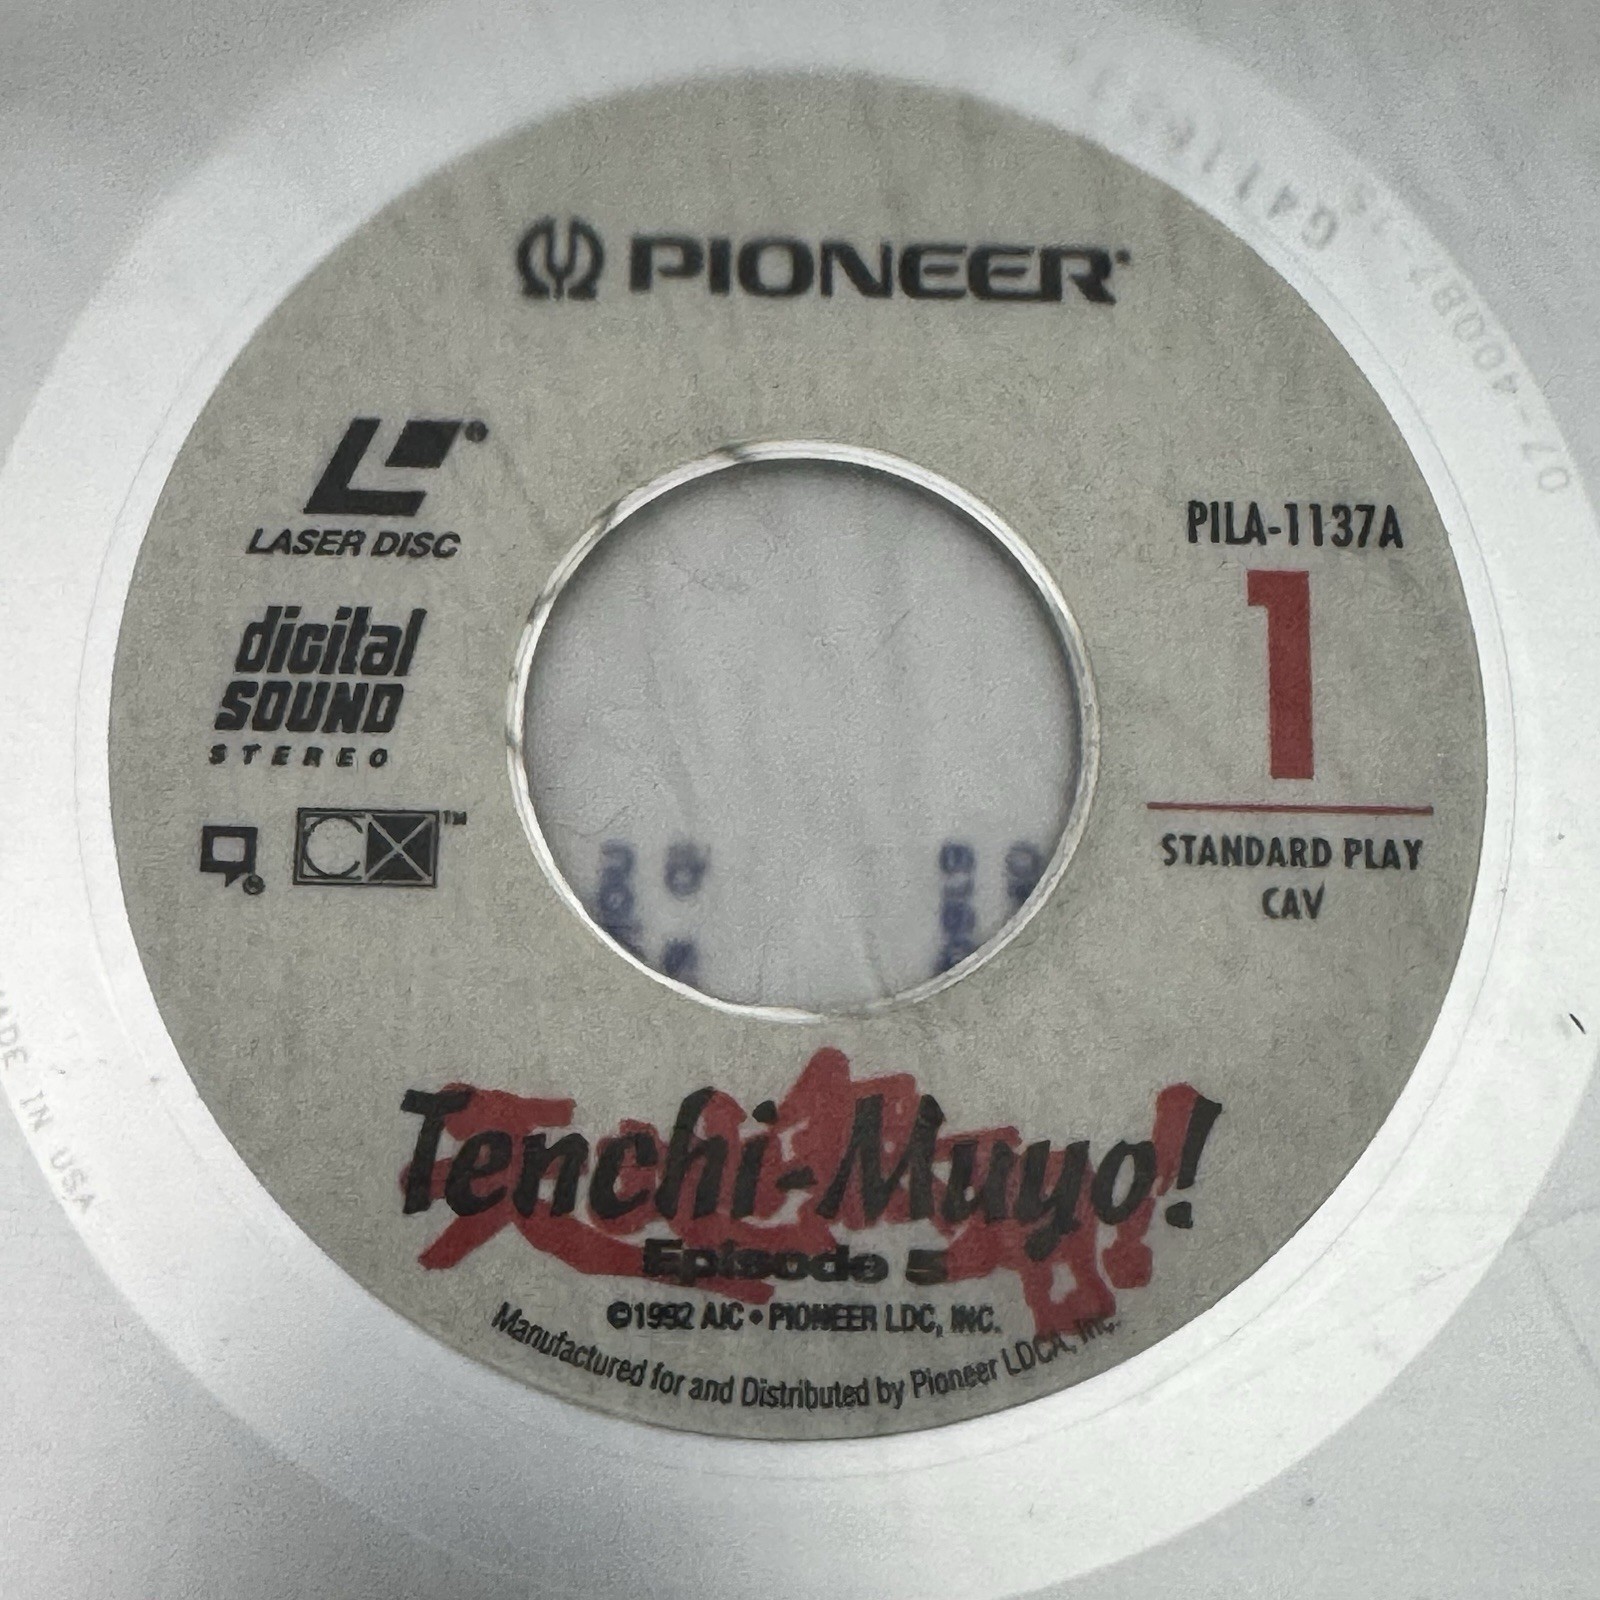 PIONEER
LASER DISC
digital
SOUND
STEREO
CX™
PILA-1137A
1
STANDARD PLAY
CAV
Tenchi-Muyo!
Episode 5
©1992 AIC • PIONEER LDC, INC.
Manufactured for and Distributed by Pioneer LDCA, Inc.
MADE IN USA